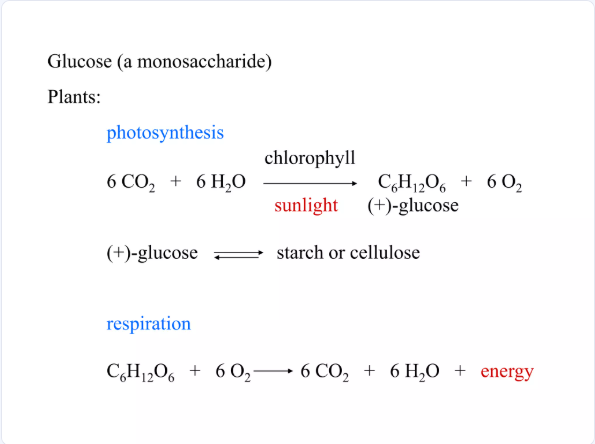 Glucose (a monosaccharide)
Plants:
photosynthesis
chlorophyll
6 CO₂ + 6 H₂O ⟶ C₆H₁₂O₆ + 6 O₂
sunlight (+)-glucose
(+)-glucose ⇌ starch or cellulose
respiration
C₆H₁₂O₆ + 6 O₂ ⟶ 6 CO₂ + 6 H₂O + energy